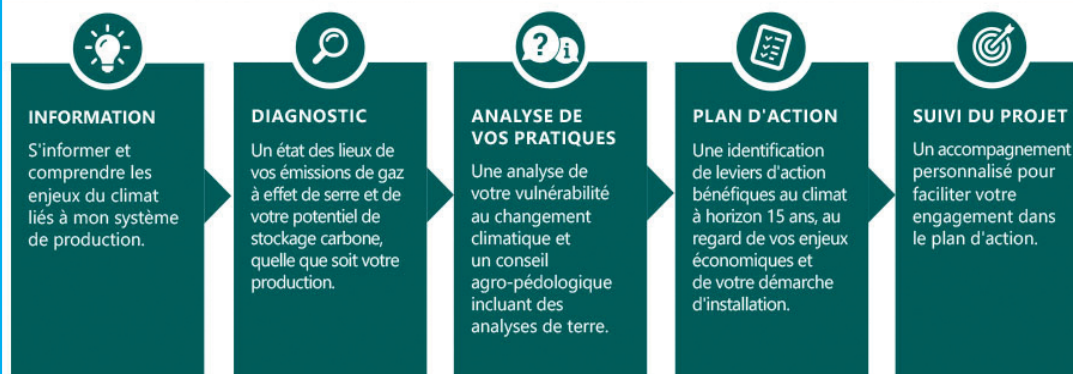 INFORMATION
S'informer et
comprendre les
enjeux du climat
liés à mon système
de production.
DIAGNOSTIC
Un état des lieux de
vos émissions de gaz
à effet de serre et de
votre potentiel de
stockage carbone,
quelle que soit votre
production.
ANALYSE DE
VOS PRATIQUES
Une analyse de
votre vulnérabilité
au changement
climatique et
un conseil
agro-pédologique
incluant des
analyses de terre.
PLAN D'ACTION
Une identification
de leviers d'action
bénéfiques au climat
à horizon 15 ans, au
regard de vos enjeux
économiques et
de votre démarche
d'installation.
SUIVI DU PROJET
Un accompagnement
personnalisé pour
faciliter votre
engagement dans
le plan d'action.